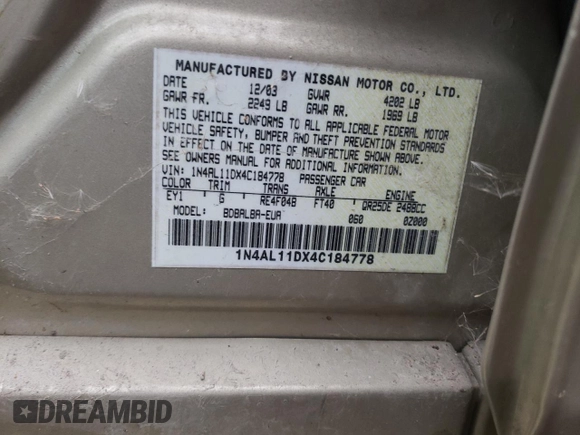 MANUFACTURED BY NISSAN MOTOR CO., LTD.
DATE 12/03 GVWR 4202 LB
GAWR FR. 2249 LB GAWR RR. 1969 LB
THIS VEHICLE CONFORMS TO ALL APPLICABLE FEDERAL MOTOR
VEHICLE SAFETY, BUMPER AND THEFT PREVENTION STANDARDS
IN EFFECT ON THE DATE OF MANUFACTURE SHOWN ABOVE.
SEE OWNERS MANUAL FOR ADDITIONAL INFORMATION.
VIN: 1N4AL11DX4C184778 PASSENGER CAR
COLOR TRIM TRANS AXLE ENGINE
EY1 G RE4F04B FT40 QR25DE 2488CC
MODEL: BDBALBA-EUA 060 0Z000
1N4AL11DX4C184778
DREAMBID